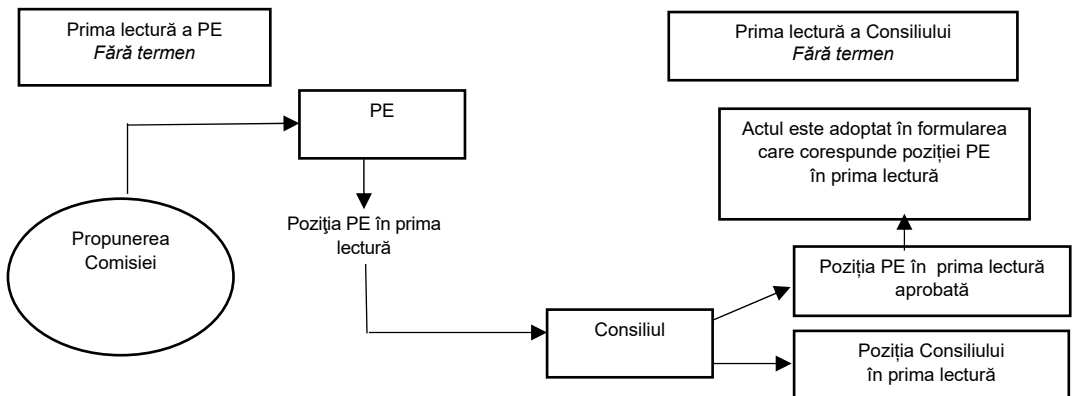 Prima lectură a PE
Fără termen
Prima lectură a Consiliului
Fără termen
PE
Actul este adoptat în formularea
care corespunde poziției PE
în prima lectură
Poziţia PE în prima
lectură
Propunerea
Comisiei
Poziția PE în prima lectură
aprobată
Consiliul
Poziția Consiliului
în prima lectură